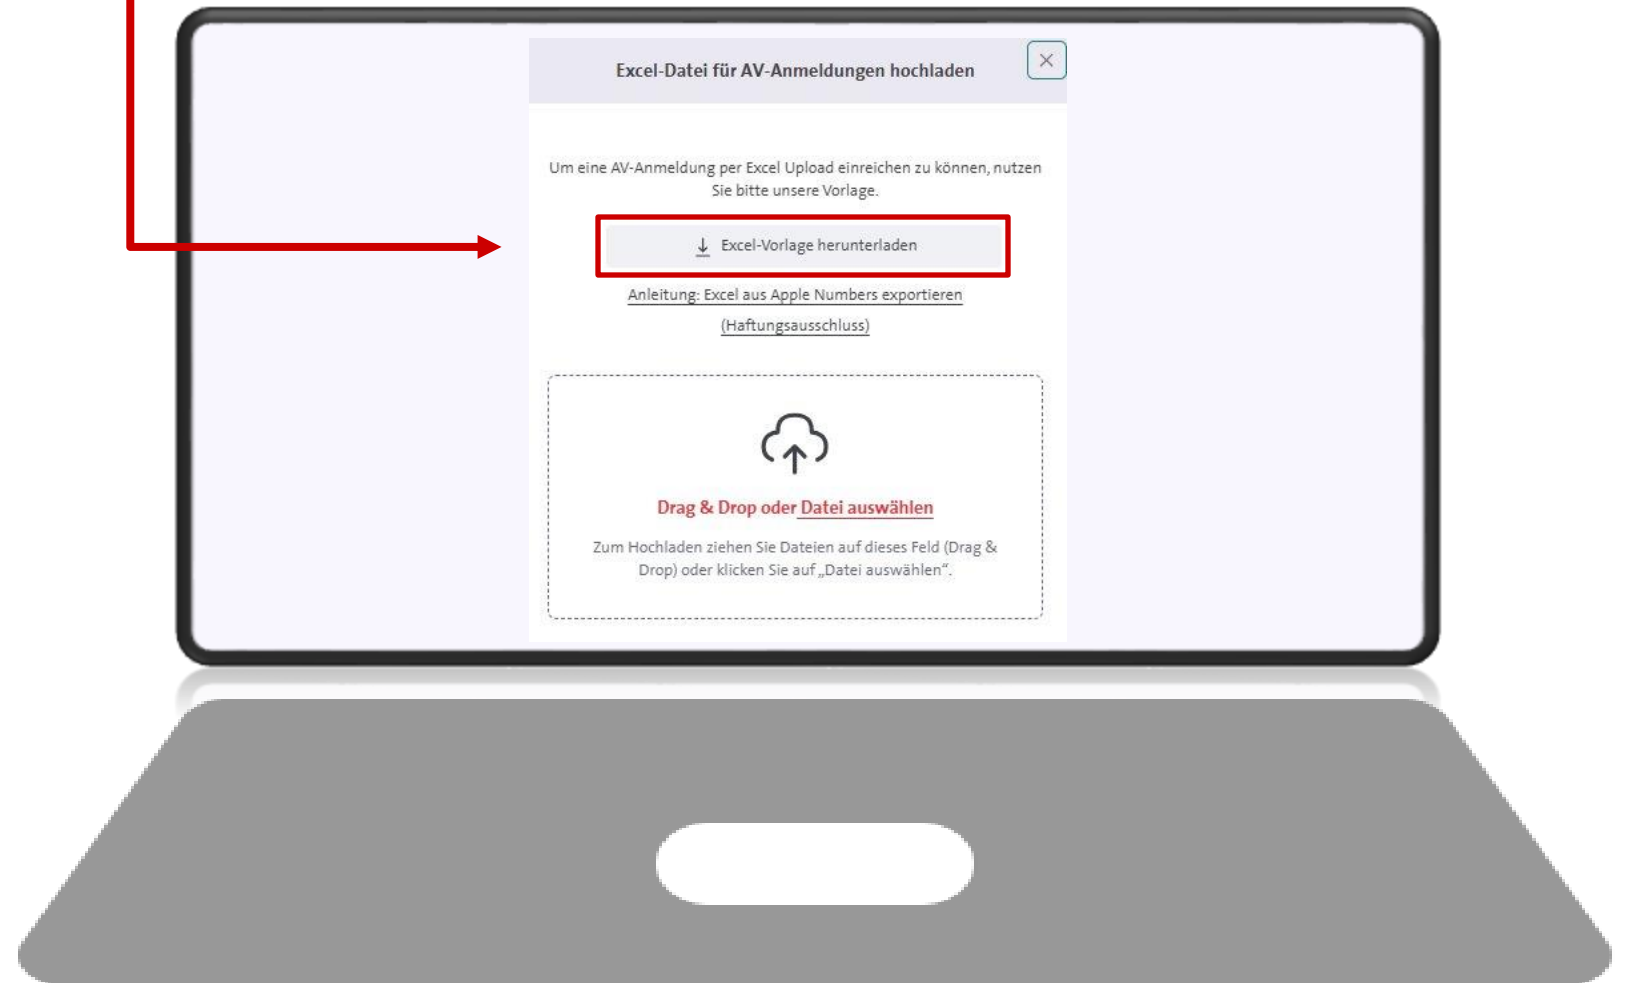 Excel-Datei für AV-Anmeldungen hochladen
Um eine AV-Anmeldung per Excel Upload einreichen zu können, nutzen
Sie bitte unsere Vorlage.
Excel-Vorlage herunterladen
Anleitung: Excel aus Apple Numbers exportieren
(Haftungsausschluss)
Drag & Drop oder Datei auswählen
Zum Hochladen ziehen Sie Dateien auf dieses Feld (Drag &
Drop) oder klicken Sie auf „Datei auswählen“.